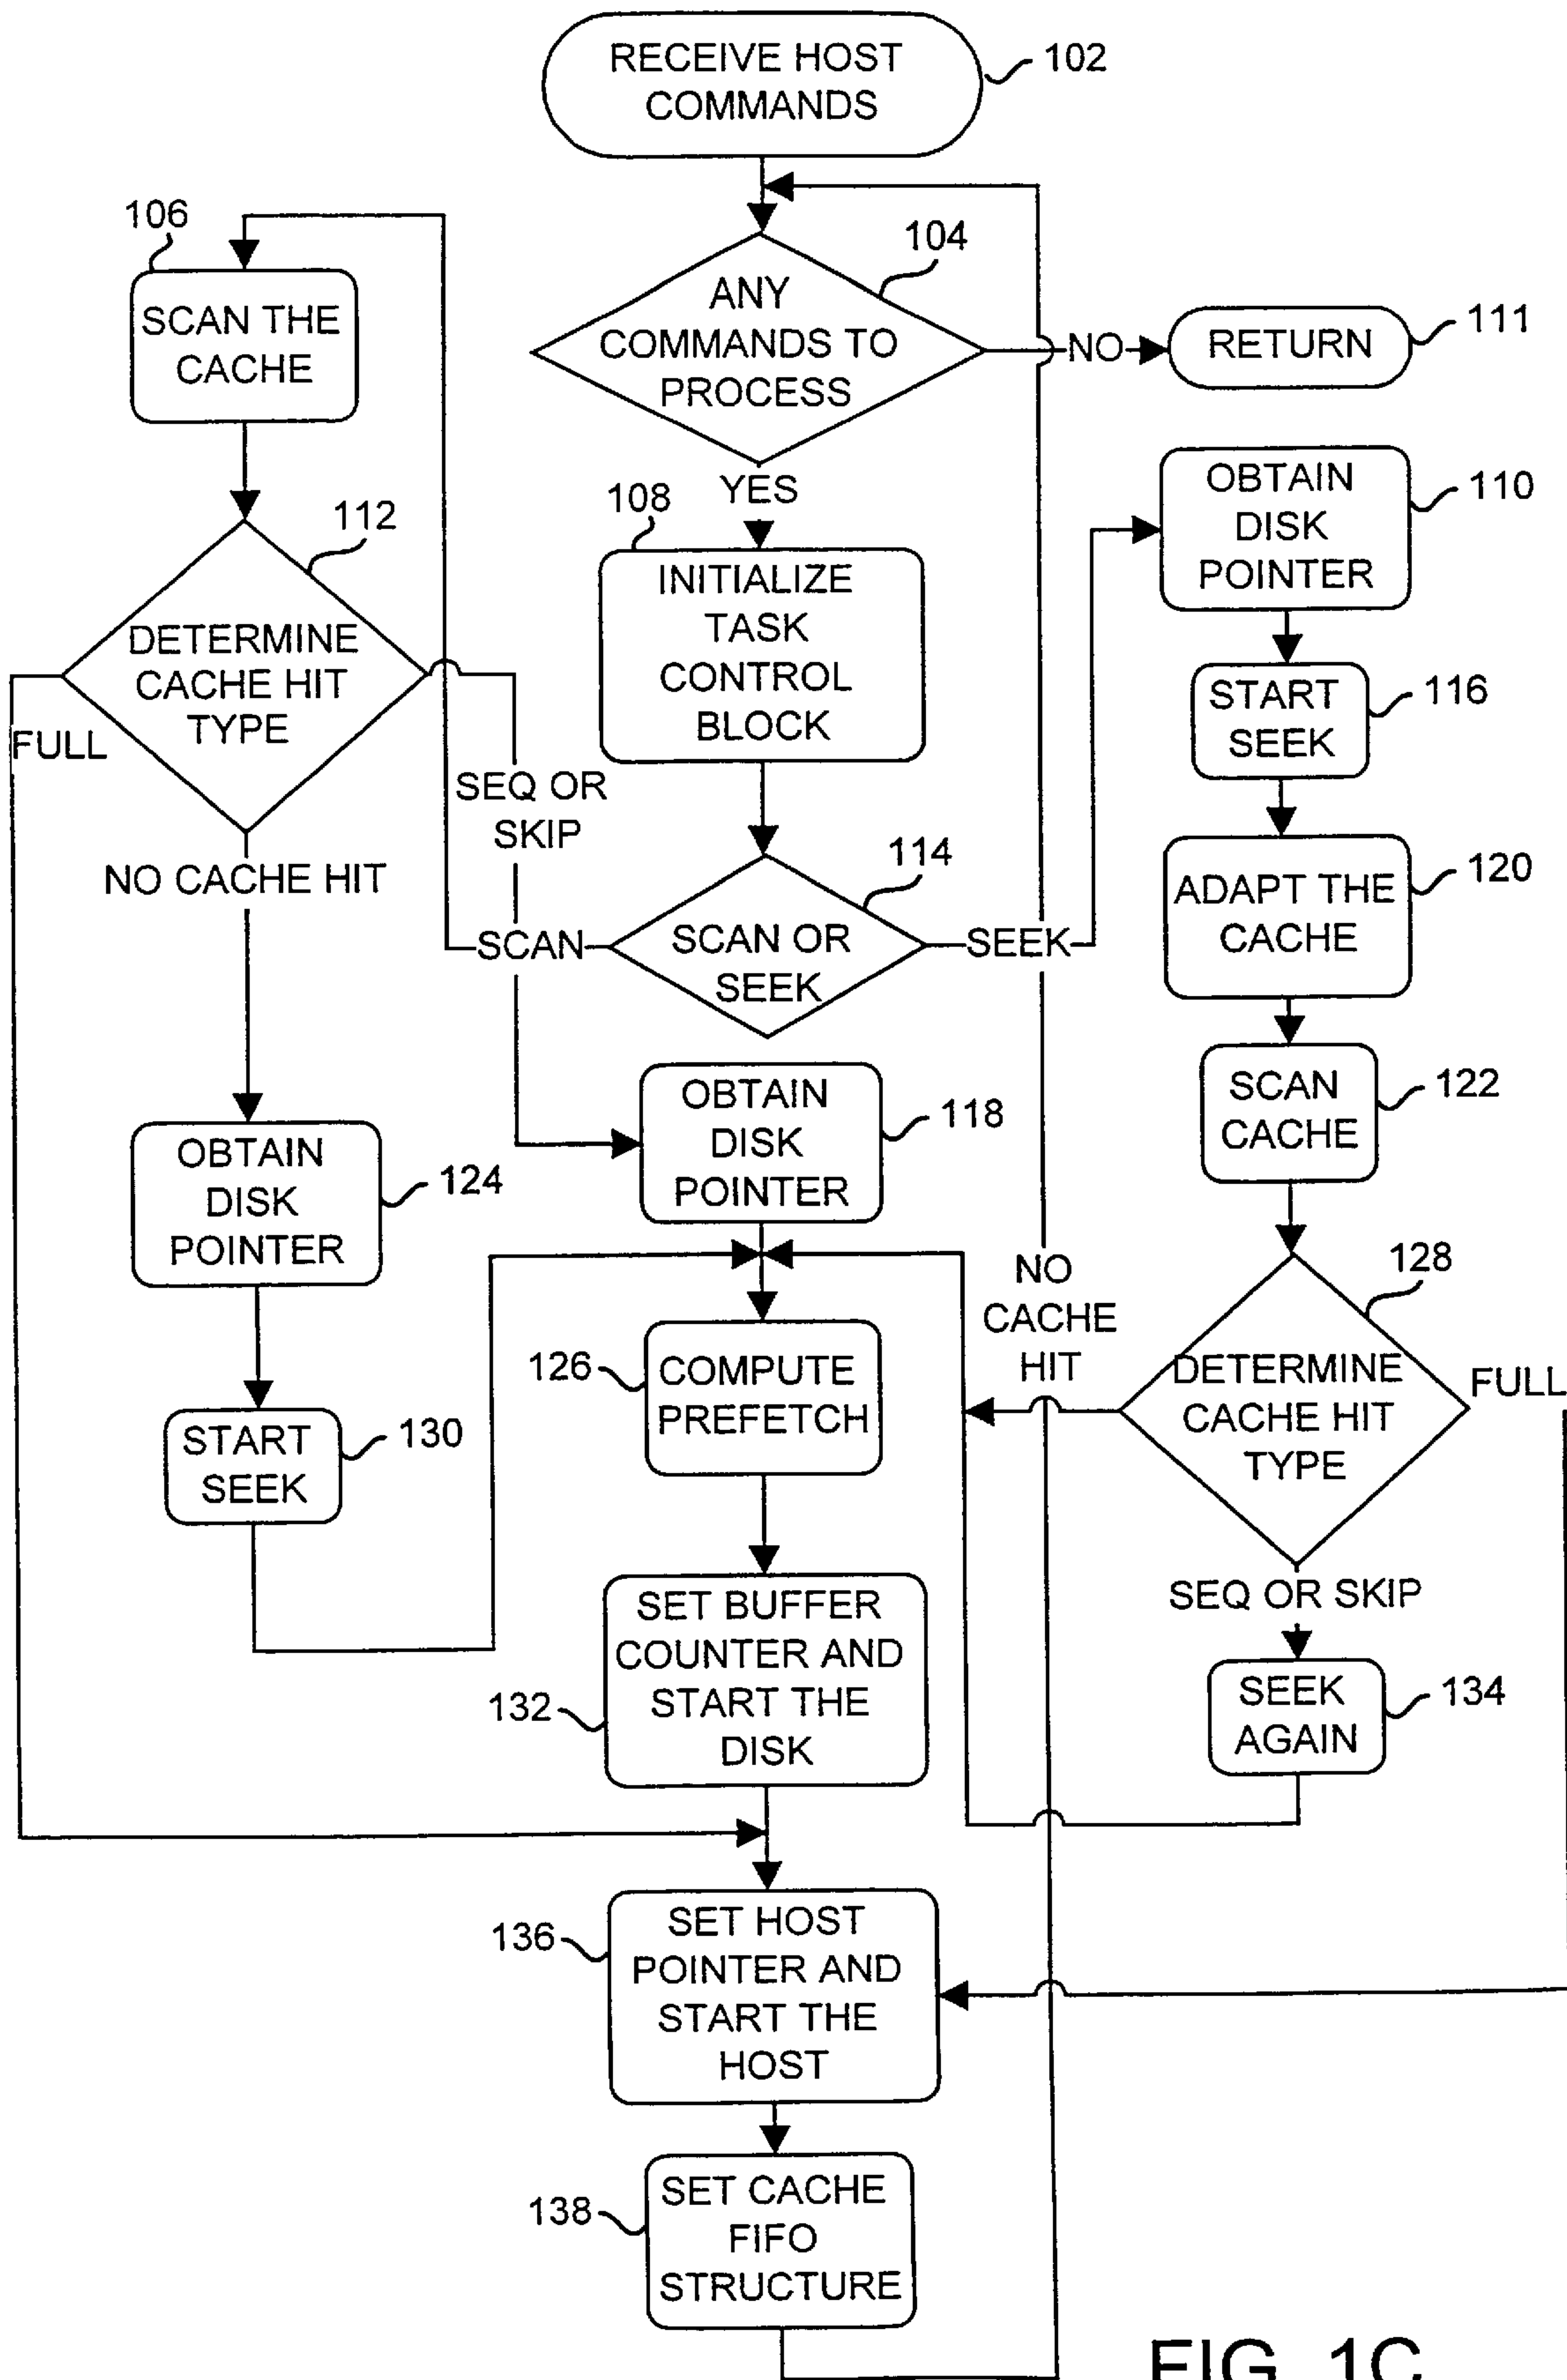 RECEIVE HOST
COMMANDS
102
106
SCAN THE
CACHE
104
ANY
COMMANDS TO
PROCESS
NO
RETURN
111
YES
108
INITIALIZE
TASK
CONTROL
BLOCK
OBTAIN
DISK
POINTER
110
112
DETERMINE
CACHE HIT
TYPE
FULL
SEQ OR
SKIP
NO CACHE HIT
START
SEEK
116
114
SCAN OR
SEEK
SCAN
SEEK
ADAPT THE
CACHE
120
SCAN
CACHE
122
OBTAIN
DISK
POINTER
118
OBTAIN
DISK
POINTER
124
NO
CACHE
HIT
128
DETERMINE
CACHE HIT
TYPE
FULL
126
COMPUTE
PREFETCH
START
SEEK
130
SEQ OR SKIP
SET BUFFER
COUNTER AND
START THE
DISK
132
SEEK
AGAIN
134
136
SET HOST
POINTER AND
START THE
HOST
138
SET CACHE
FIFO
STRUCTURE
FIG. 1C